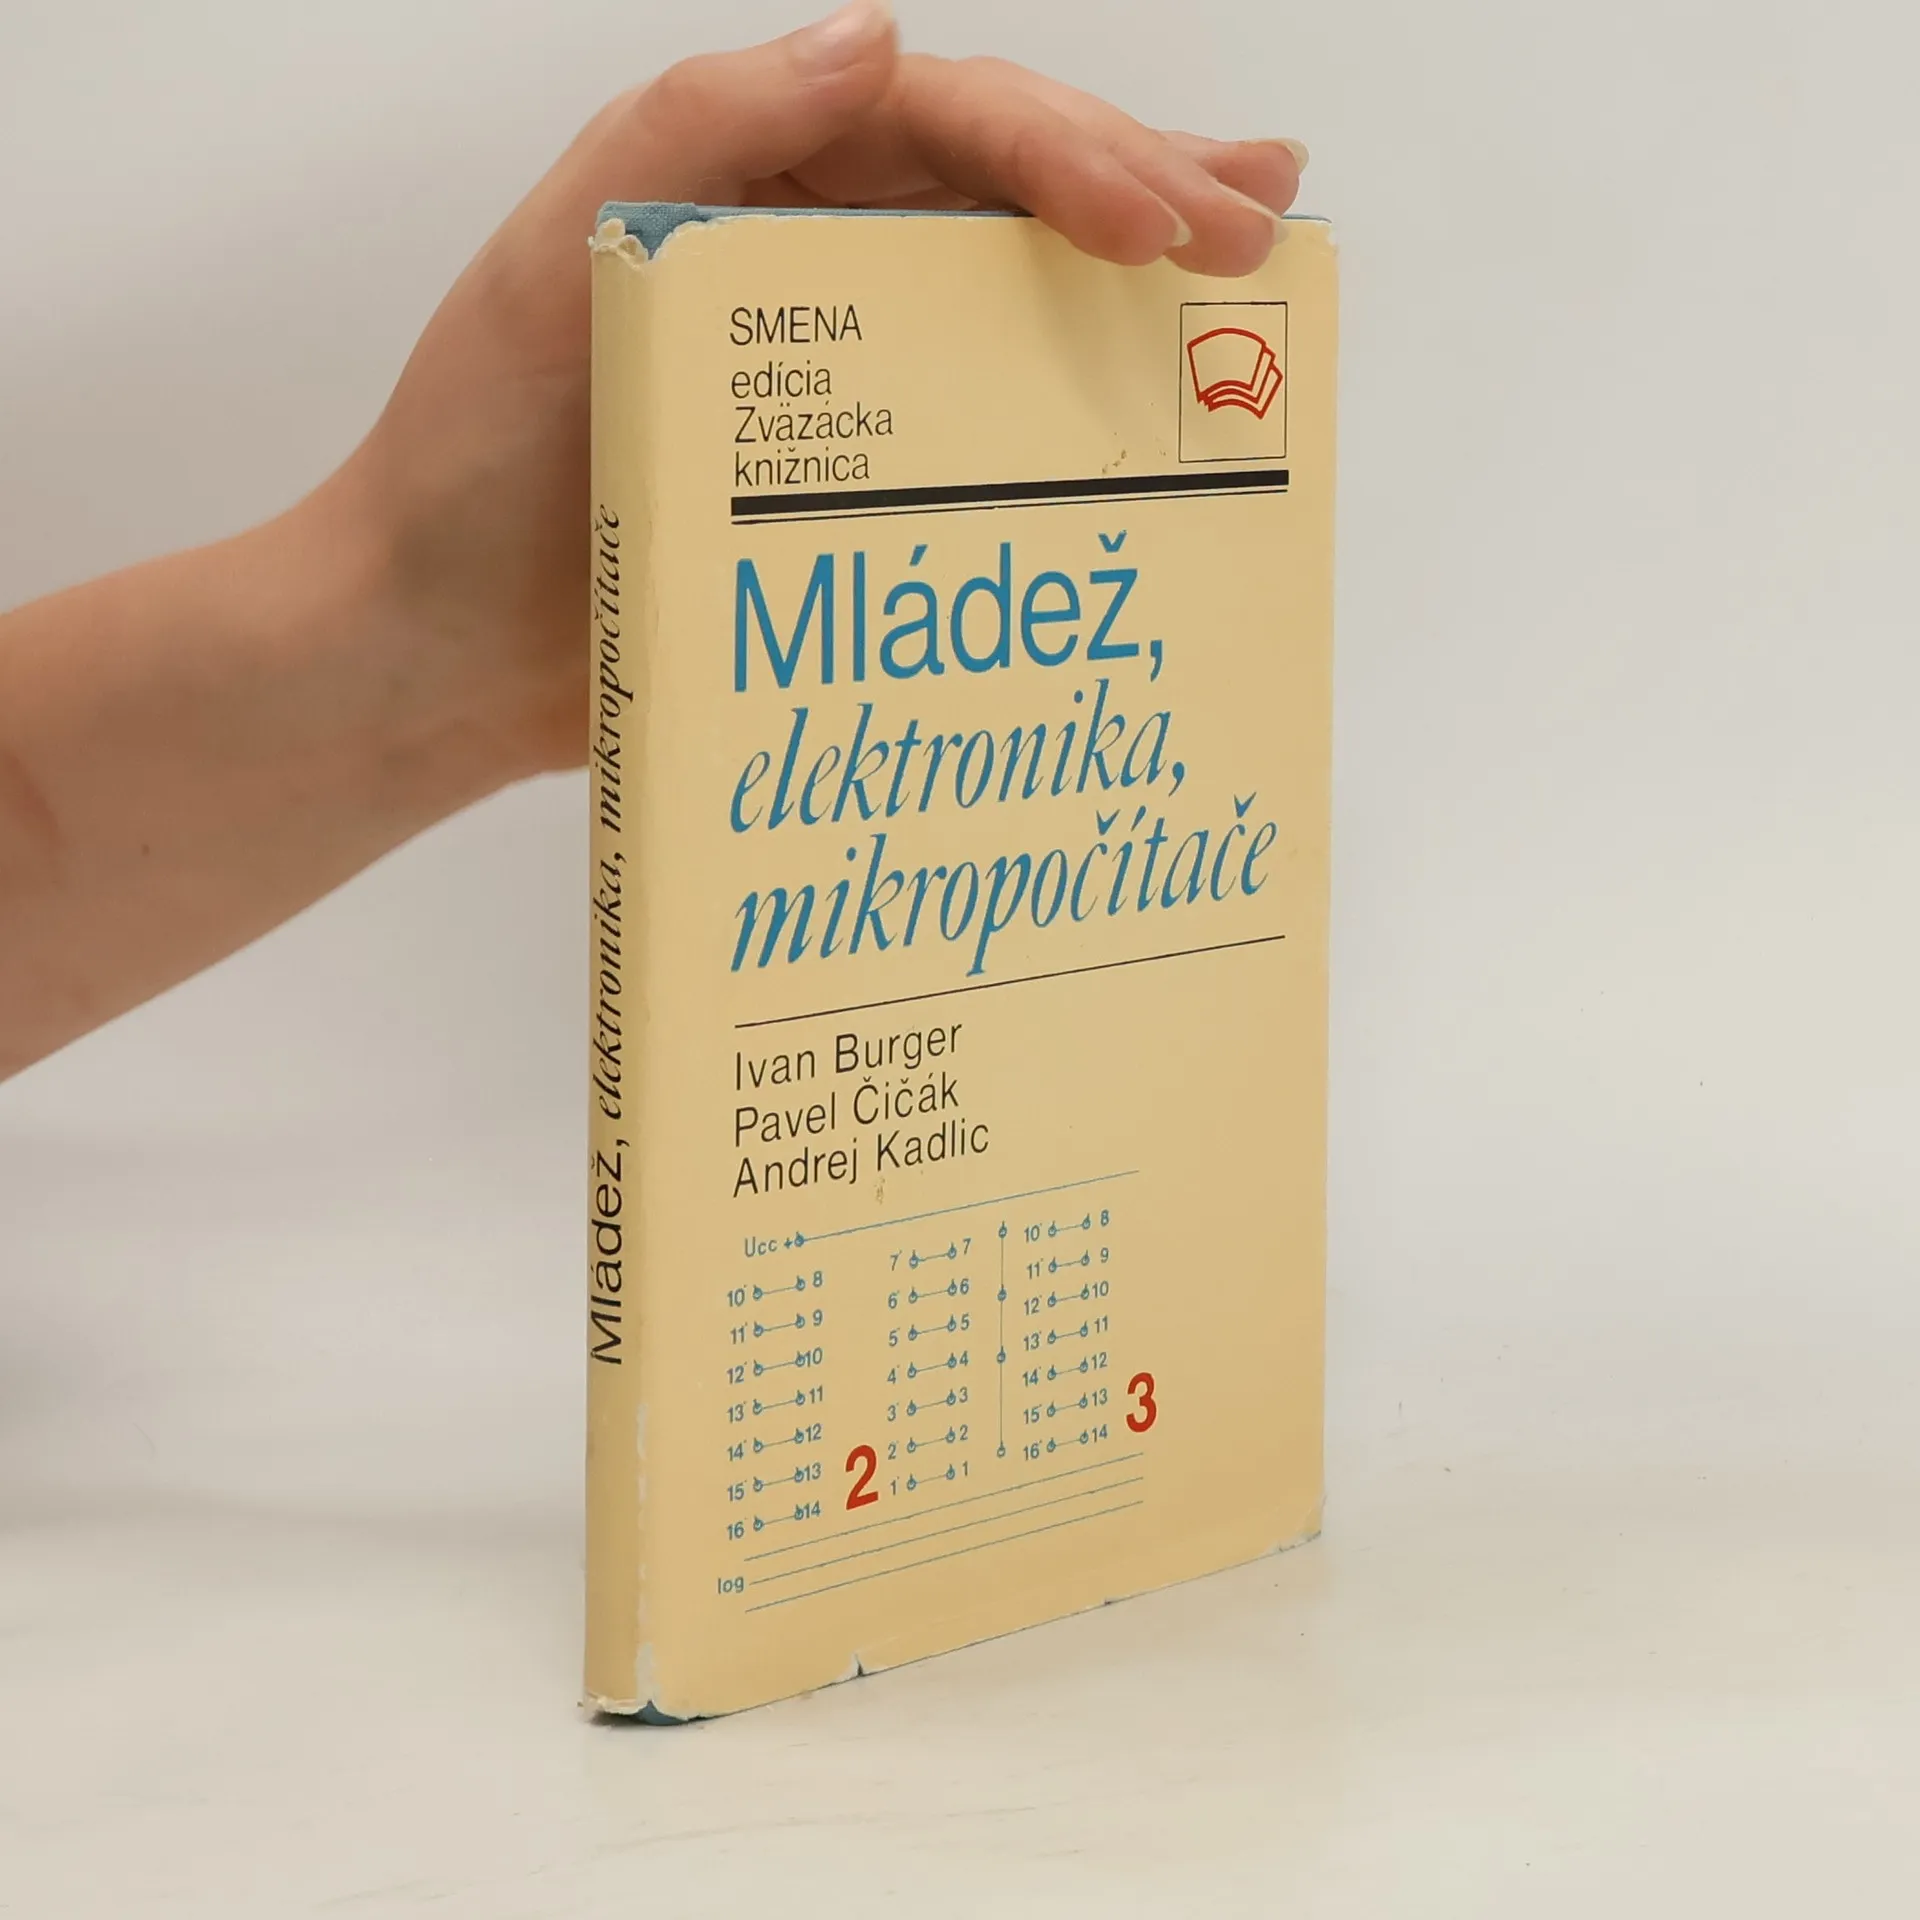 SMENA
edícia
Zväzácka
knižnica
Mládež,
elektronika,
mikropočítače
Ivan Burger
Pavel Čičák
Andrej Kadlic
Ucc +
10' 8
11' 9
12' 10
13' 11
14' 12
15' 13
16' 14
2
7' 7
6' 6
5' 5
4' 4
3' 3
2' 2
1' 1
10' 8
11' 9
12' 10
13' 11
14' 12
15' 13
16' 14
3
log
Mládež, elektronika, mikropočítače